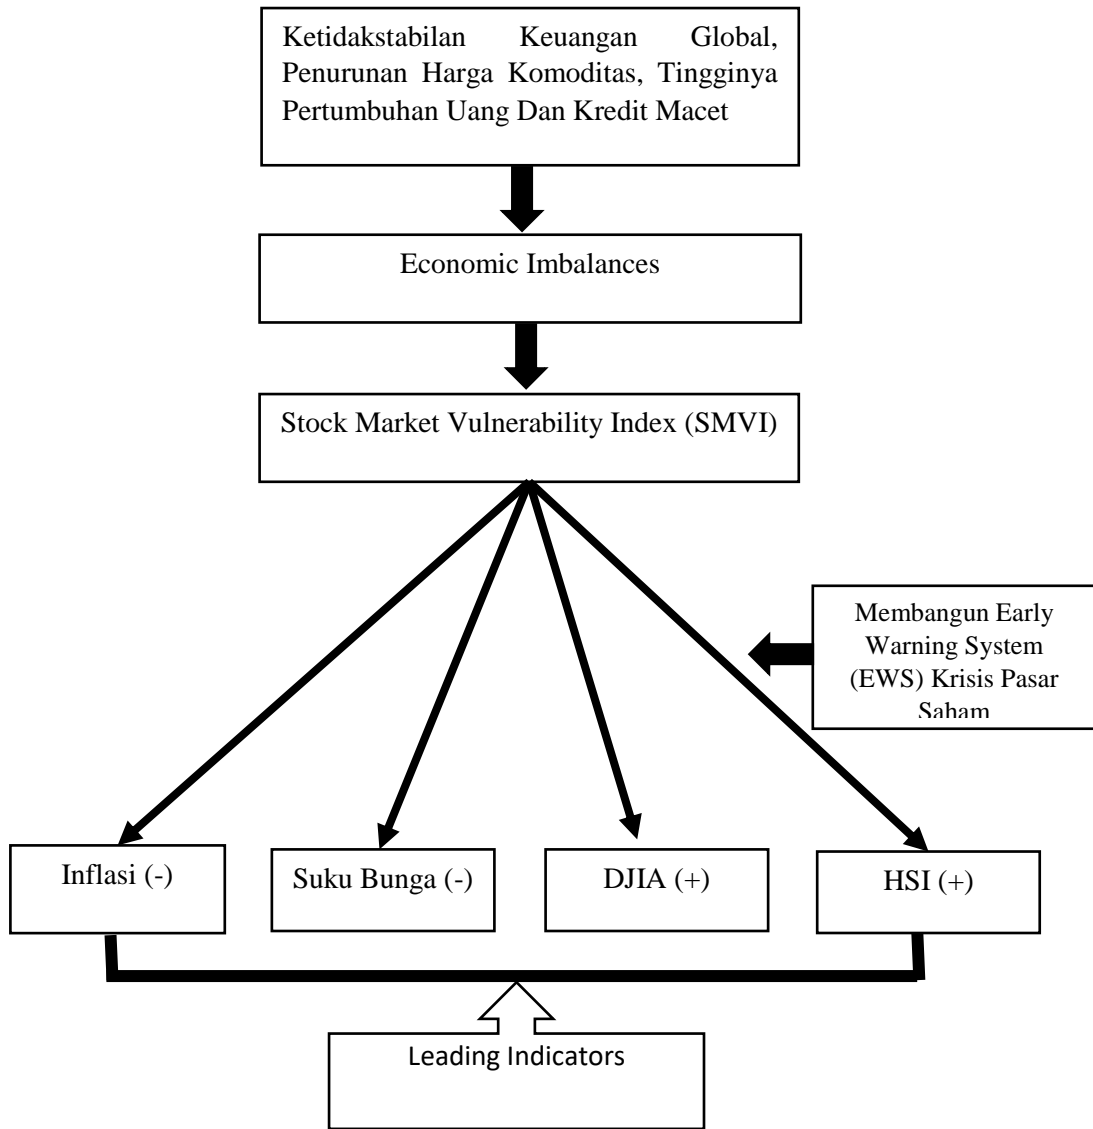 Ketidakstabilan Keuangan Global,
Penurunan Harga Komoditas, Tingginya
Pertumbuhan Uang Dan Kredit Macet
Economic Imbalances
Stock Market Vulnerability Index (SMVI)
Membangun Early
Warning System
(EWS) Krisis Pasar
Saham
Inflasi (-)
Suku Bunga (-)
DJIA (+)
HSI (+)
Leading Indicators